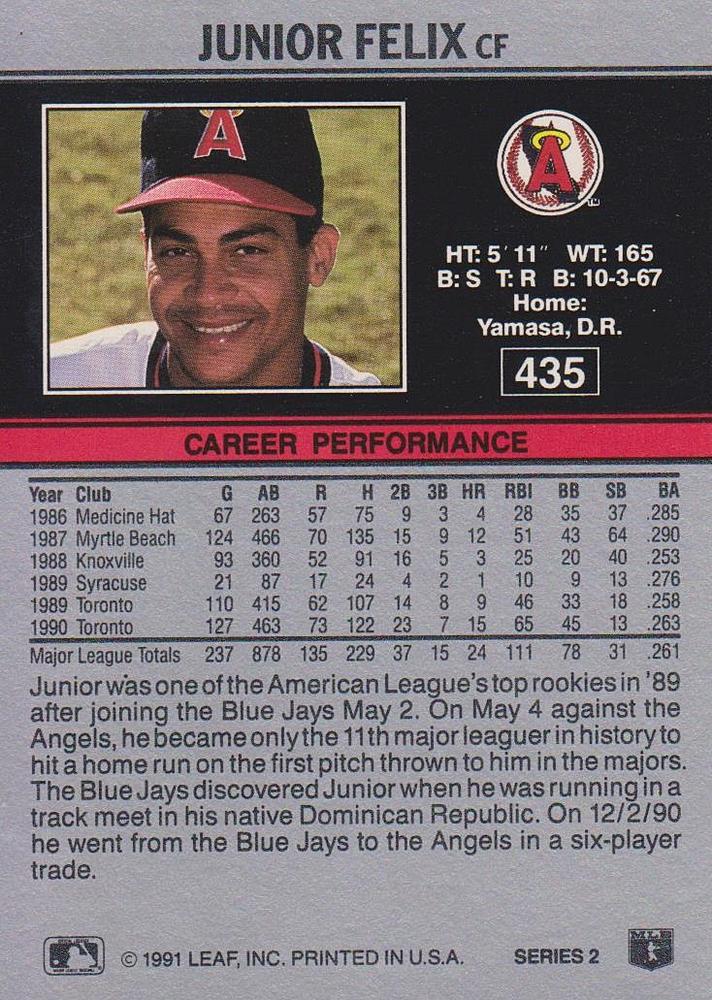 JUNIOR FELIX CF
A
A
TM
HT: 5' 11" WT: 165
B: S T: R B: 10-3-67
Home:
Yamasa, D.R.
435
CAREER PERFORMANCE
Year Club G AB R H 2B 3B HR RBI BB SB BA
1986 Medicine Hat 67 263 57 75 9 3 4 28 35 37 .285
1987 Myrtle Beach 124 466 70 135 15 9 12 51 43 64 .290
1988 Knoxville 93 360 52 91 16 5 3 25 20 40 .253
1989 Syracuse 21 87 17 24 4 2 1 10 9 13 .276
1989 Toronto 110 415 62 107 14 8 9 46 33 18 .258
1990 Toronto 127 463 73 122 23 7 15 65 45 13 .263
Major League Totals 237 878 135 229 37 15 24 111 78 31 .261
Junior was one of the American League's top rookies in '89
after joining the Blue Jays May 2. On May 4 against the
Angels, he became only the 11th major leaguer in history to
hit a home run on the first pitch thrown to him in the majors.
The Blue Jays discovered Junior when he was running in a
track meet in his native Dominican Republic. On 12/2/90
he went from the Blue Jays to the Angels in a six-player
trade.
© 1991 LEAF, INC. PRINTED IN U.S.A. SERIES 2
MLB